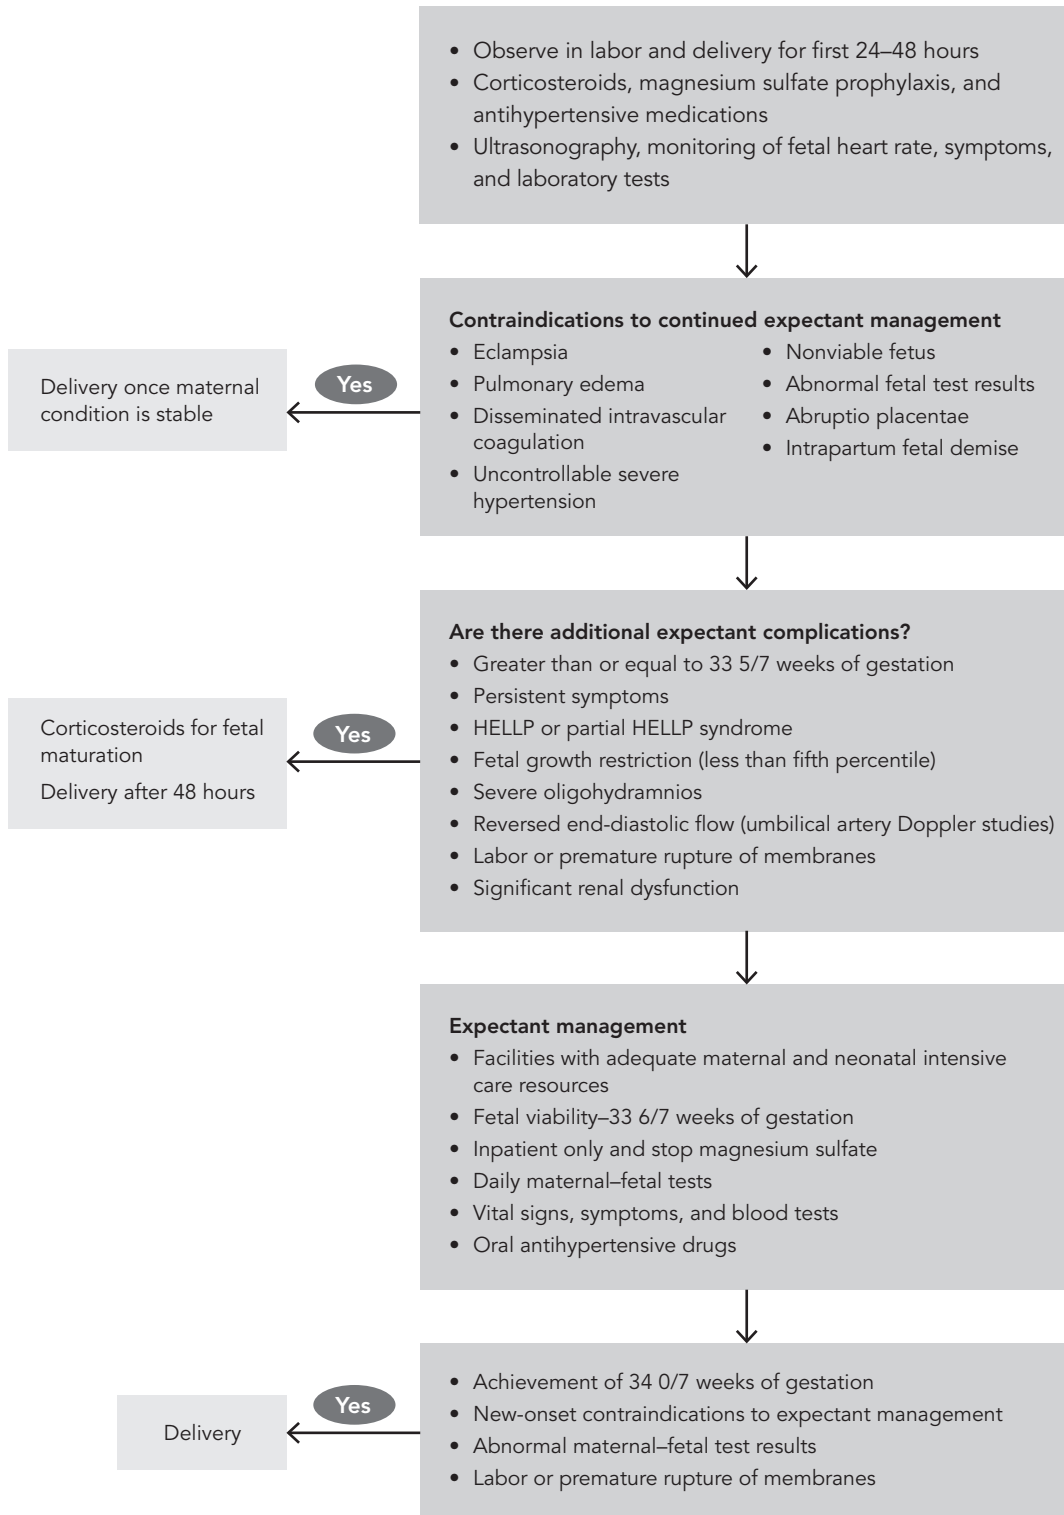 • Observe in labor and delivery for first 24–48 hours
• Corticosteroids, magnesium sulfate prophylaxis, and
antihypertensive medications
• Ultrasonography, monitoring of fetal heart rate, symptoms,
and laboratory tests
Contraindications to continued expectant management
• Eclampsia
• Pulmonary edema
• Disseminated intravascular
coagulation
• Uncontrollable severe
hypertension
• Nonviable fetus
• Abnormal fetal test results
• Abruptio placentae
• Intrapartum fetal demise
Yes
Delivery once maternal
condition is stable
Are there additional expectant complications?
• Greater than or equal to 33 5/7 weeks of gestation
• Persistent symptoms
• HELLP or partial HELLP syndrome
• Fetal growth restriction (less than fifth percentile)
• Severe oligohydramnios
• Reversed end-diastolic flow (umbilical artery Doppler studies)
• Labor or premature rupture of membranes
• Significant renal dysfunction
Yes
Corticosteroids for fetal
maturation
Delivery after 48 hours
Expectant management
• Facilities with adequate maternal and neonatal intensive
care resources
• Fetal viability–33 6/7 weeks of gestation
• Inpatient only and stop magnesium sulfate
• Daily maternal–fetal tests
• Vital signs, symptoms, and blood tests
• Oral antihypertensive drugs
• Achievement of 34 0/7 weeks of gestation
• New-onset contraindications to expectant management
• Abnormal maternal–fetal test results
• Labor or premature rupture of membranes
Yes
Delivery